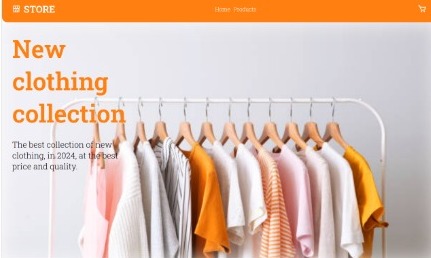 STORE
Home Products
New
clothing
collection
The best collection of new
clothing, in 2024, at the best
price and quality.